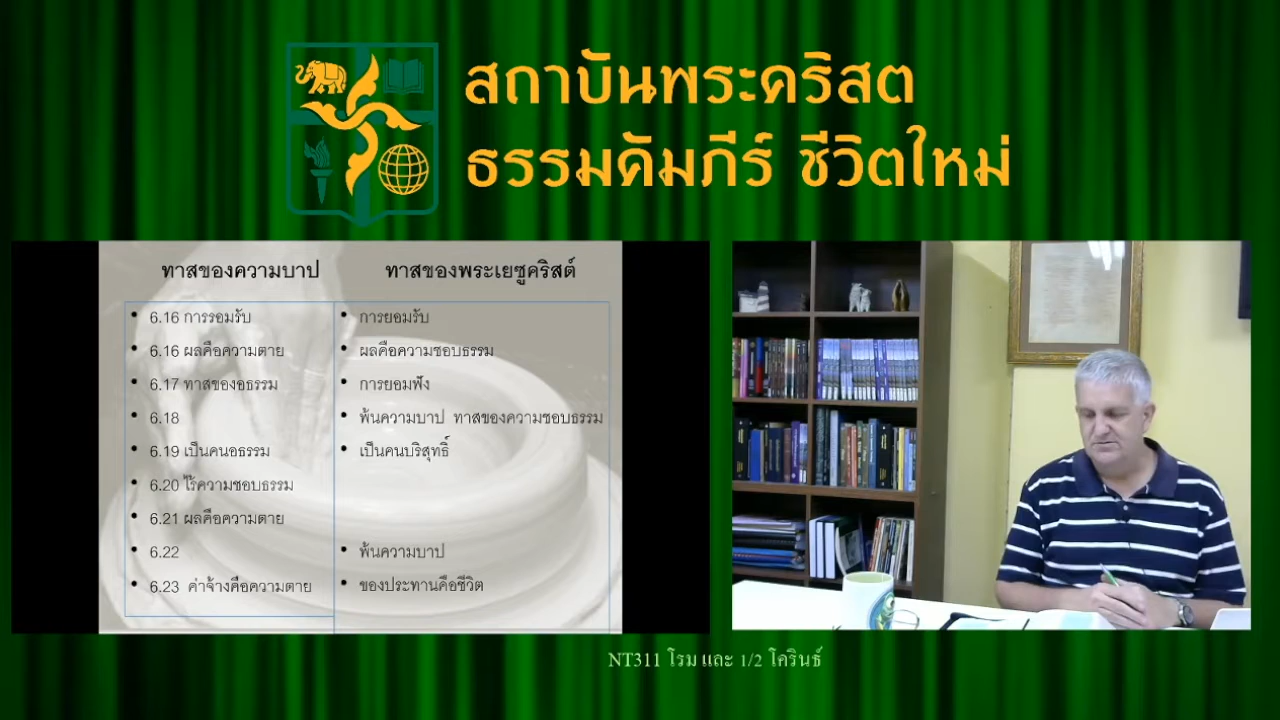 สถาบันพระคริสต
ธรรมคัมภีร์ ชีวิตใหม่
ทาสของความบาป ทาสของพระเยซูคริสต์
• 6.16 การรอมรับ • การยอมรับ
• 6.16 ผลคือความตาย • ผลคือความชอบธรรม
• 6.17 ทาสของอธรรม • การยอมฟัง
• 6.18 • พ้นความบาป ทาสของความชอบธรรม
• 6.19 เป็นคนอธรรม • เป็นคนบริสุทธิ์
• 6.20 ไร้ความชอบธรรม
• 6.21 ผลคือความตาย
• 6.22 • พ้นความบาป
• 6.23 ค่าจ้างคือความตาย • ของประทานคือชีวิต
NT311 โรม และ 1/2 โครินธ์